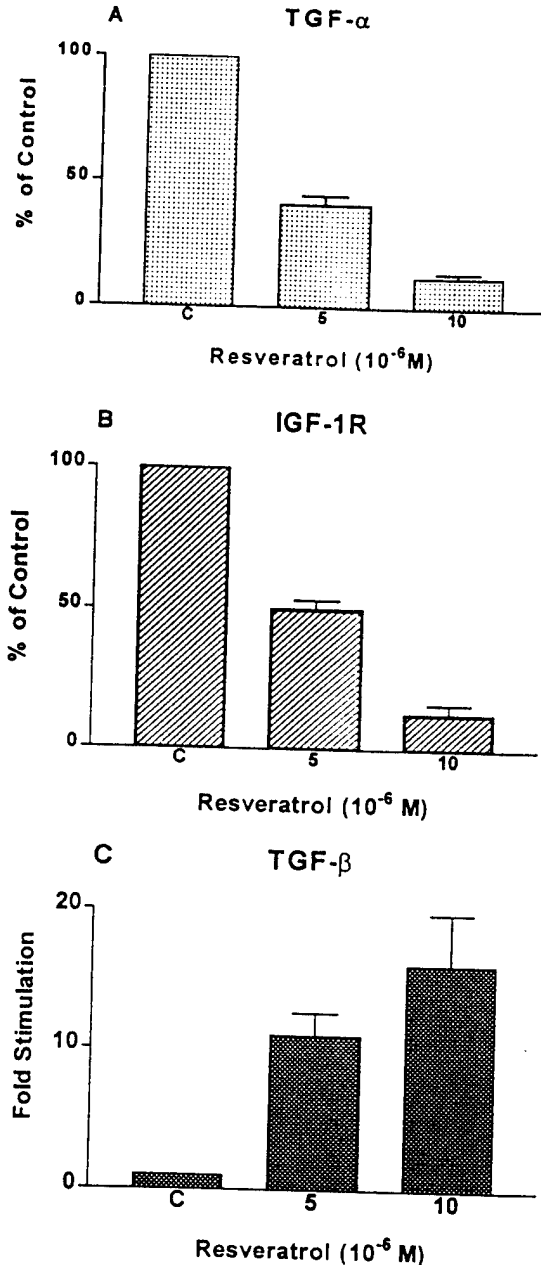 A
TGF-α
100
50
0
% of Control
C
5
10
Resveratrol (10⁻⁶M)
B
IGF-1R
100
50
0
% of Control
C
5
10
Resveratrol (10⁻⁶ M)
C
TGF-β
20
10
0
Fold Stimulation
C
5
10
Resveratrol (10⁻⁶ M)